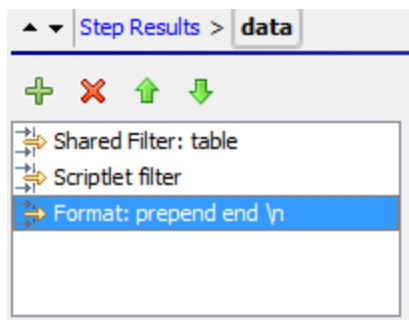 Step Results > data
Shared Filter: table
Scriptlet filter
Format: prepend end \n